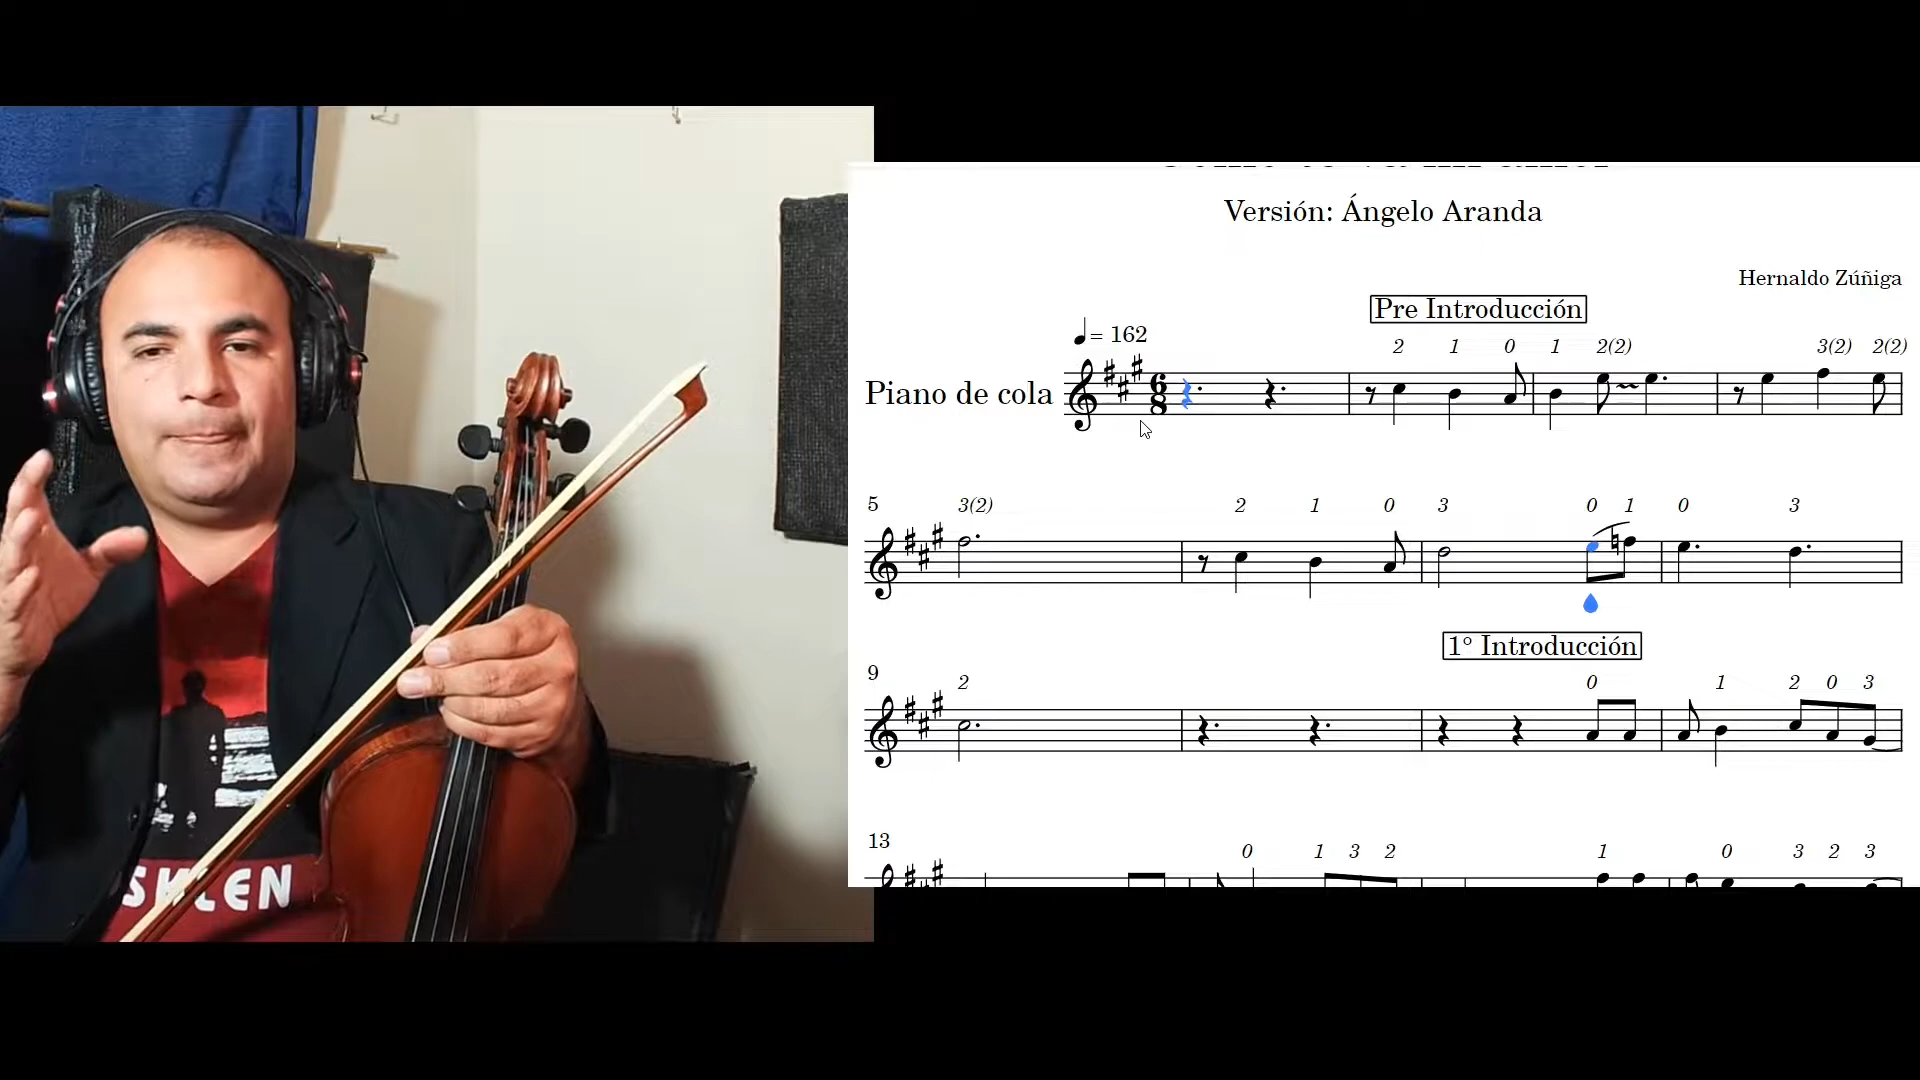 Versión: Ángelo Aranda
Hernaldo Zúñiga
Pre Introducción
= 162
2 1 0 1 2(2) 3(2) 2(2)
Piano de cola
6
8
5 3(2) 2 1 0 3 0 1 0 3
1° Introducción
9 2 0 1 2 0 3
13 0 1 3 2 1 0 3 2 3